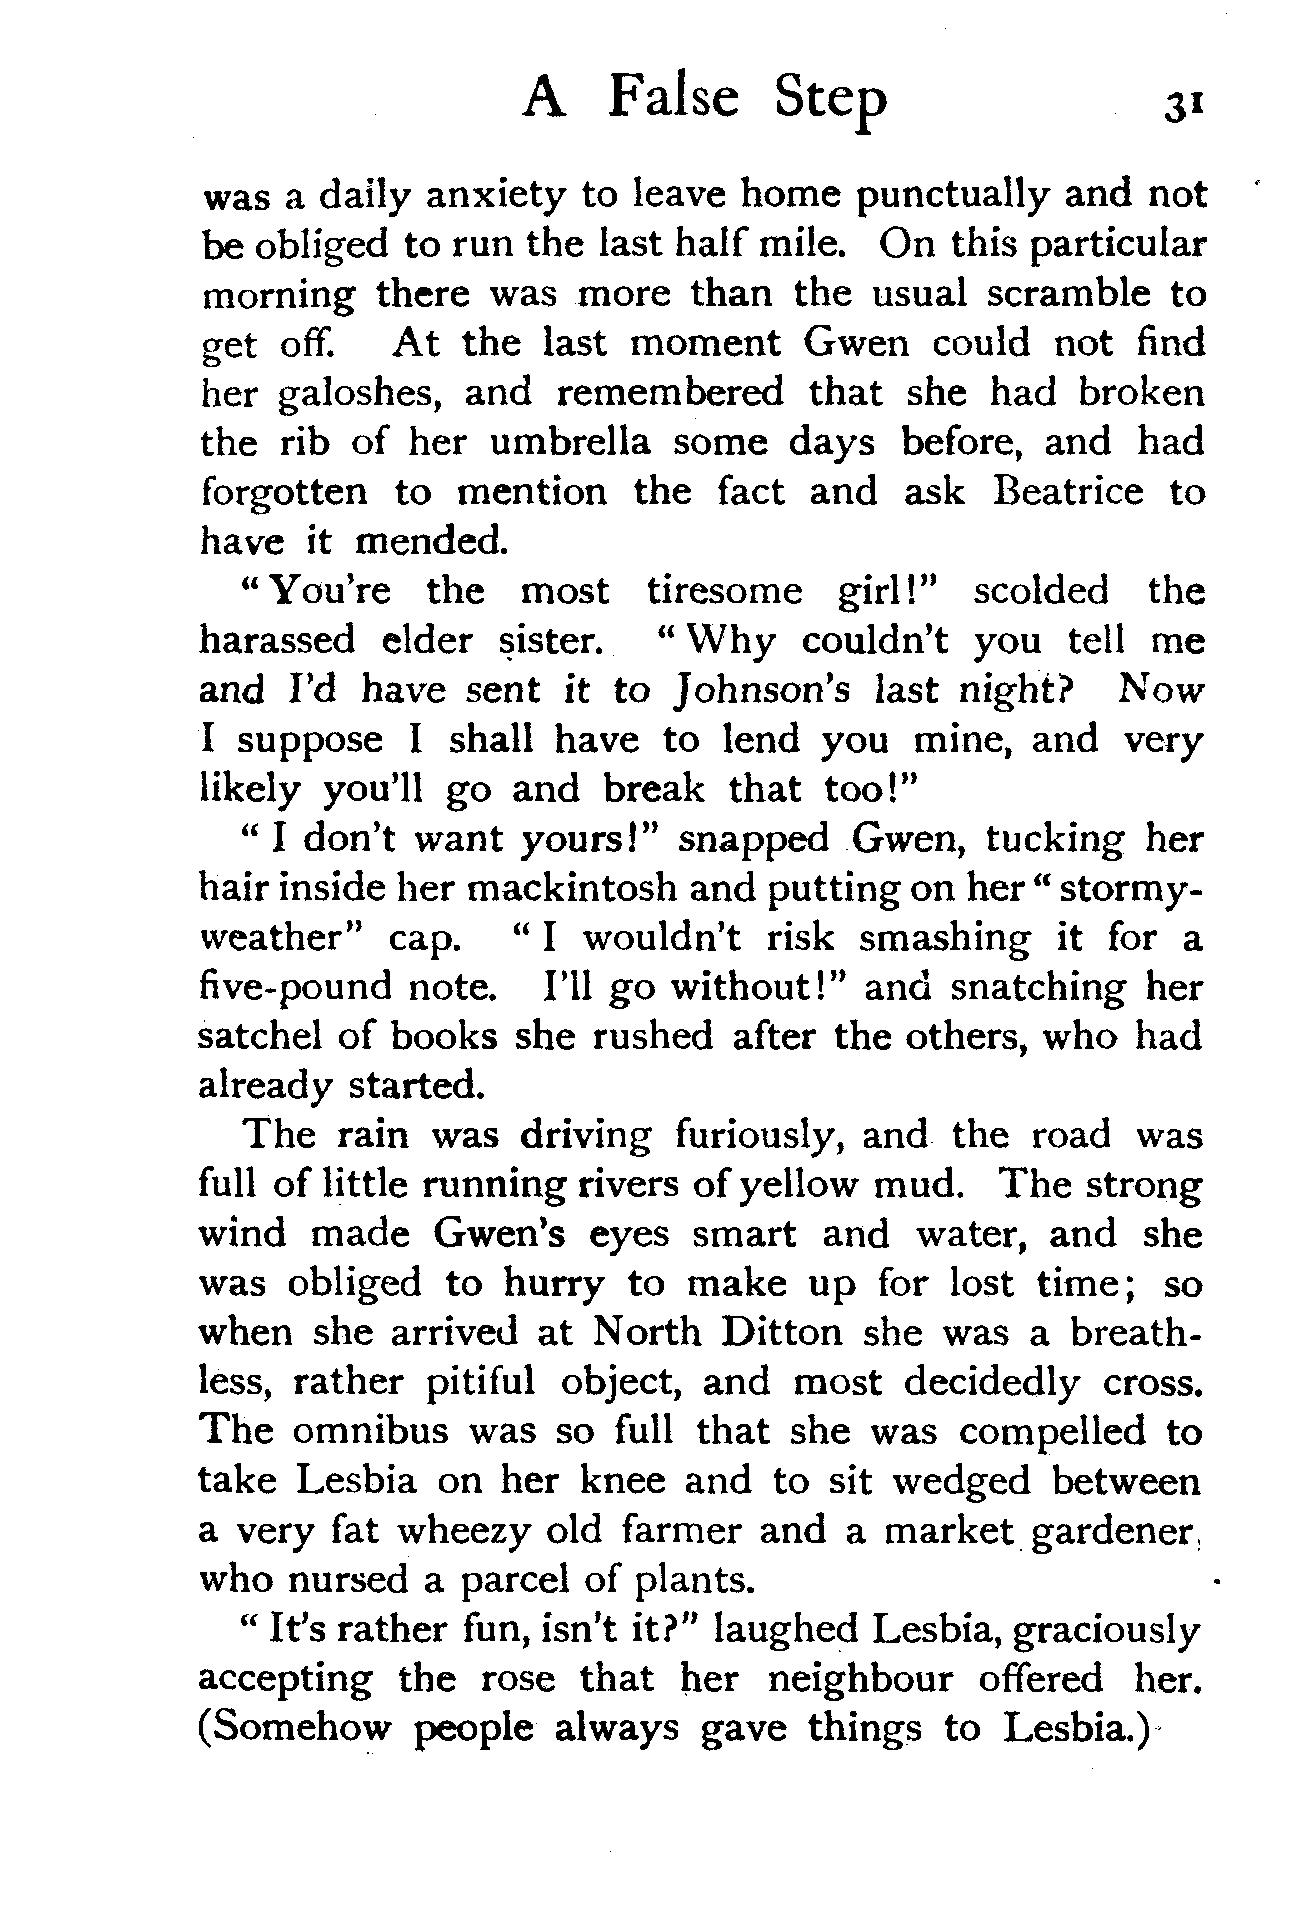 A False Step 31
was a daily anxiety to leave home punctually and not
be obliged to run the last half mile. On this particular
morning there was more than the usual scramble to
get off. At the last moment Gwen could not find
her galoshes, and remembered that she had broken
the rib of her umbrella some days before, and had
forgotten to mention the fact and ask Beatrice to
have it mended.
“You're the most tiresome girl!” scolded the
harassed elder sister. “Why couldn't you tell me
and I'd have sent it to Johnson's last night? Now
I suppose I shall have to lend you mine, and very
likely you'll go and break that too!”
“I don't want yours!” snapped Gwen, tucking her
hair inside her mackintosh and putting on her “stormy-
weather” cap. “I wouldn't risk smashing it for a
five-pound note. I'll go without!” and snatching her
satchel of books she rushed after the others, who had
already started.
The rain was driving furiously, and the road was
full of little running rivers of yellow mud. The strong
wind made Gwen's eyes smart and water, and she
was obliged to hurry to make up for lost time; so
when she arrived at North Ditton she was a breath-
less, rather pitiful object, and most decidedly cross.
The omnibus was so full that she was compelled to
take Lesbia on her knee and to sit wedged between
a very fat wheezy old farmer and a market gardener,
who nursed a parcel of plants.
“It's rather fun, isn't it?” laughed Lesbia, graciously
accepting the rose that her neighbour offered her.
(Somehow people always gave things to Lesbia.)